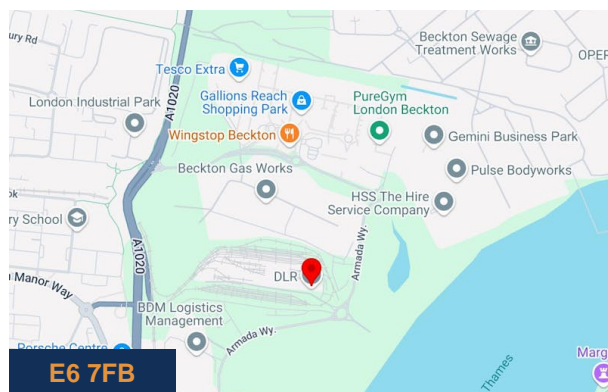 ury Rd
Beckton Sewage
Treatment Works
OPER
Tesco Extra
A1020
Gallions Reach
Shopping Park
PureGym
London Beckton
London Industrial Park
Wingstop Beckton
Gemini Business Park
Beckton Gas Works
Pulse Bodyworks
HSS The Hire
Service Company
ok
ry School
A1020
Armada Wy.
DLR
n Manor Way
BDM Logistics
Management
Armada Wy.
Porsche Centre
Thames
Marg
E6 7FB